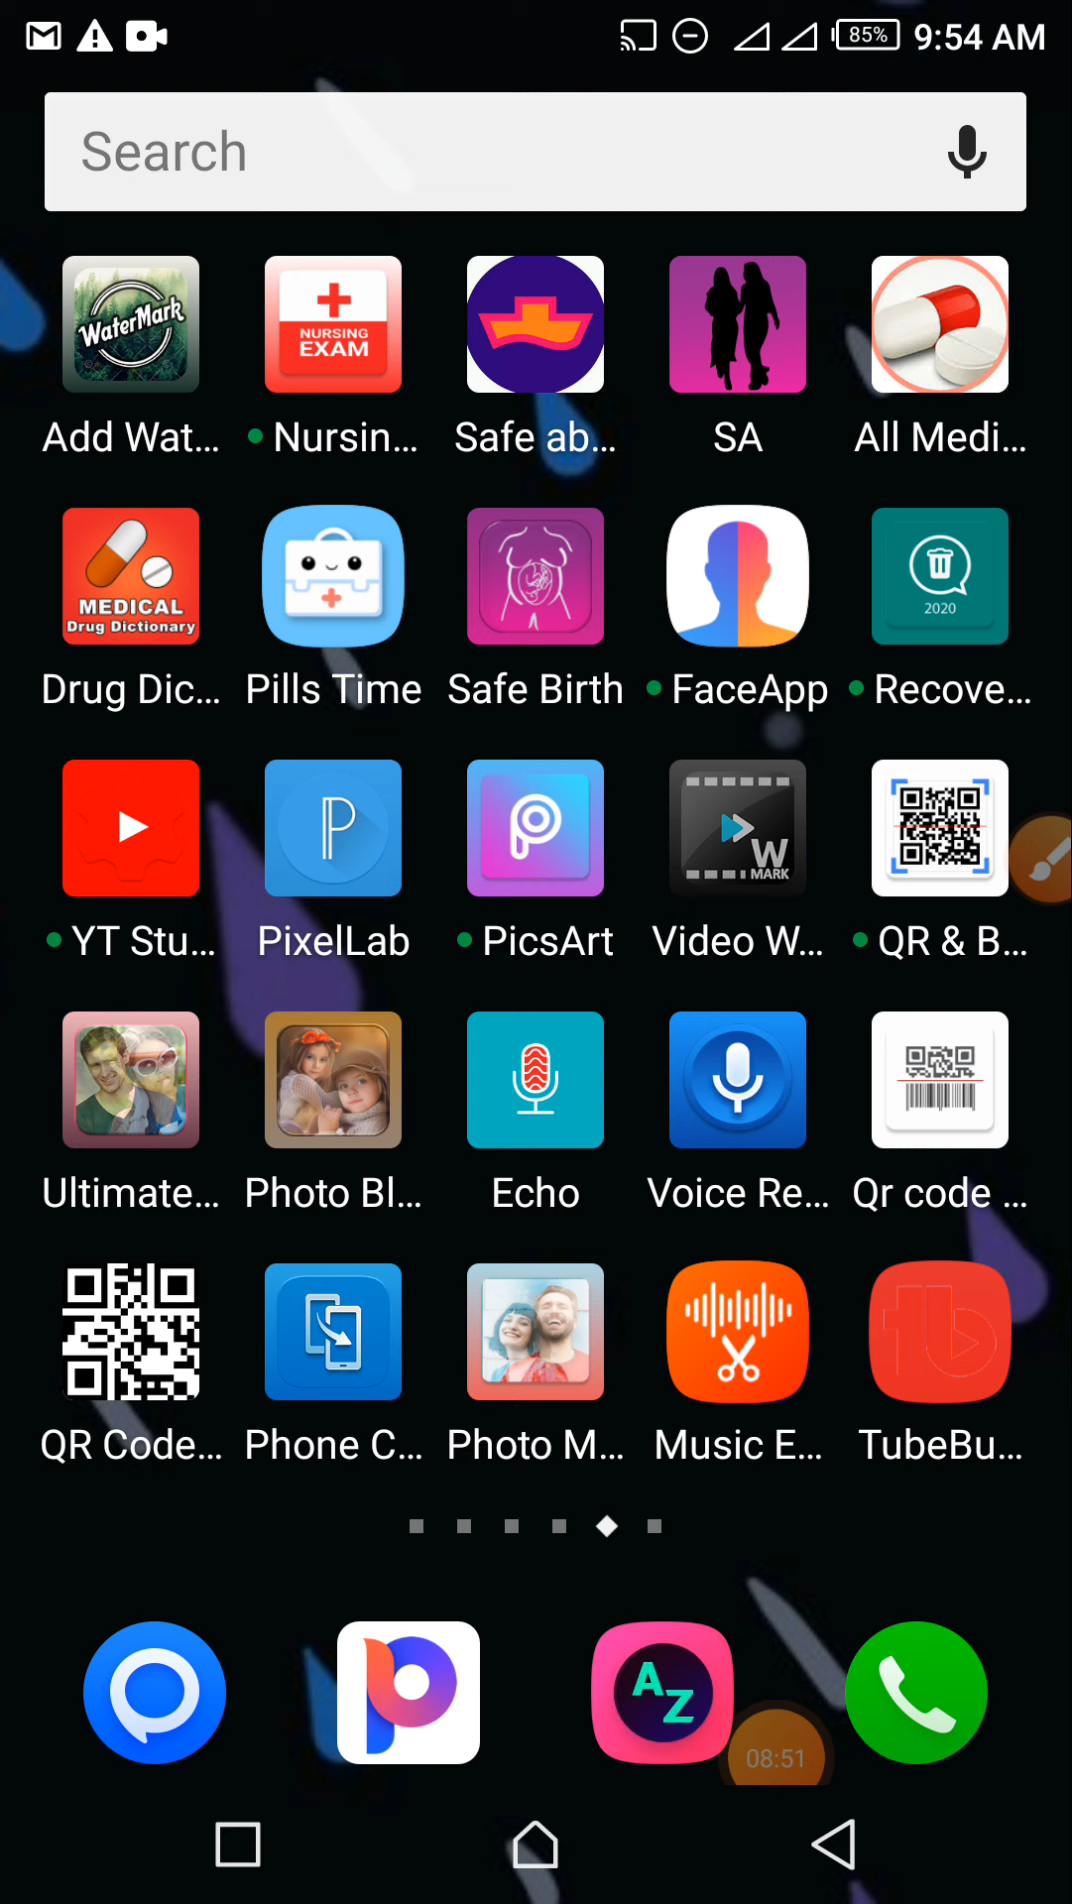 85% 9:54 AM
Search
WaterMark
NURSING
EXAM
Add Wat... Nursin... Safe ab... SA All Medi...
MEDICAL
Drug Dictionary
2020
Drug Dic... Pills Time Safe Birth FaceApp Recove...
W
MARK
YT Stu... PixelLab PicsArt Video W... QR & B...
Ultimate... Photo Bl... Echo Voice Re... Qr code ...
QR Code... Phone C... Photo M... Music E... TubeBu...
A
Z
08:51